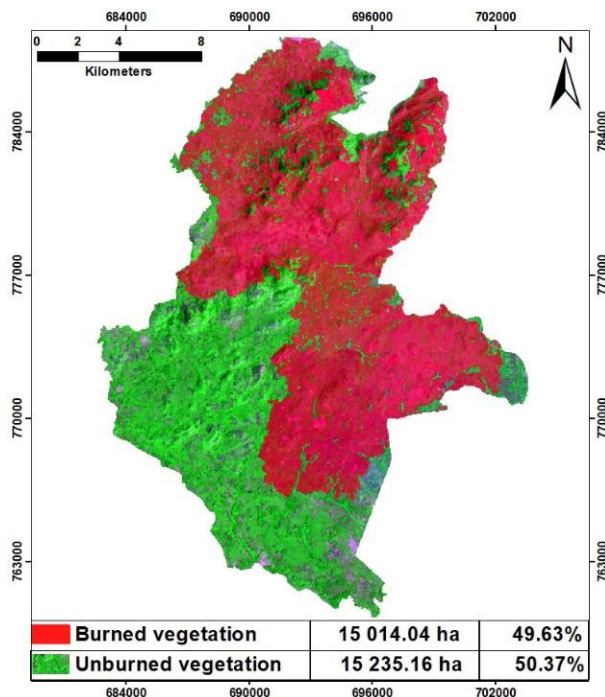 684000 690000 696000 702000
0 2 4 8
Kilometers
N
784000 784000
777000 777000
770000 770000
763000 763000
Burned vegetation 15 014.04 ha 49.63%
Unburned vegetation 15 235.16 ha 50.37%
684000 690000 696000 702000